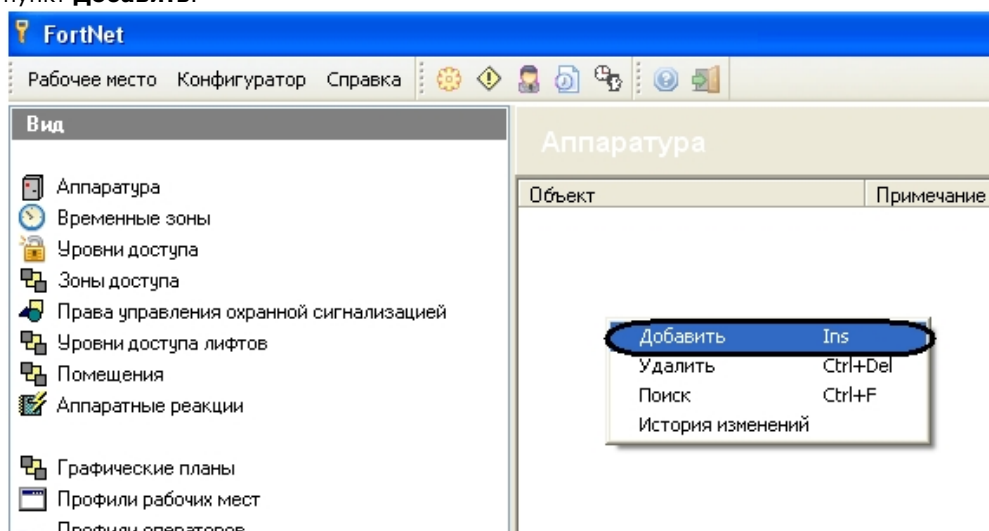 пункт Добавить.
FortNet
Рабочее место Конфигуратор Справка
Вид
Аппаратура
Объект Примечание
Аппаратура
Временные зоны
Уровни доступа
Зоны доступа
Права управления охранной сигнализацией
Уровни доступа лифтов
Помещения
Аппаратные реакции
Графические планы
Профили рабочих мест
Профили операторов
Добавить Ins
Удалить Ctrl+Del
Поиск Ctrl+F
История изменений